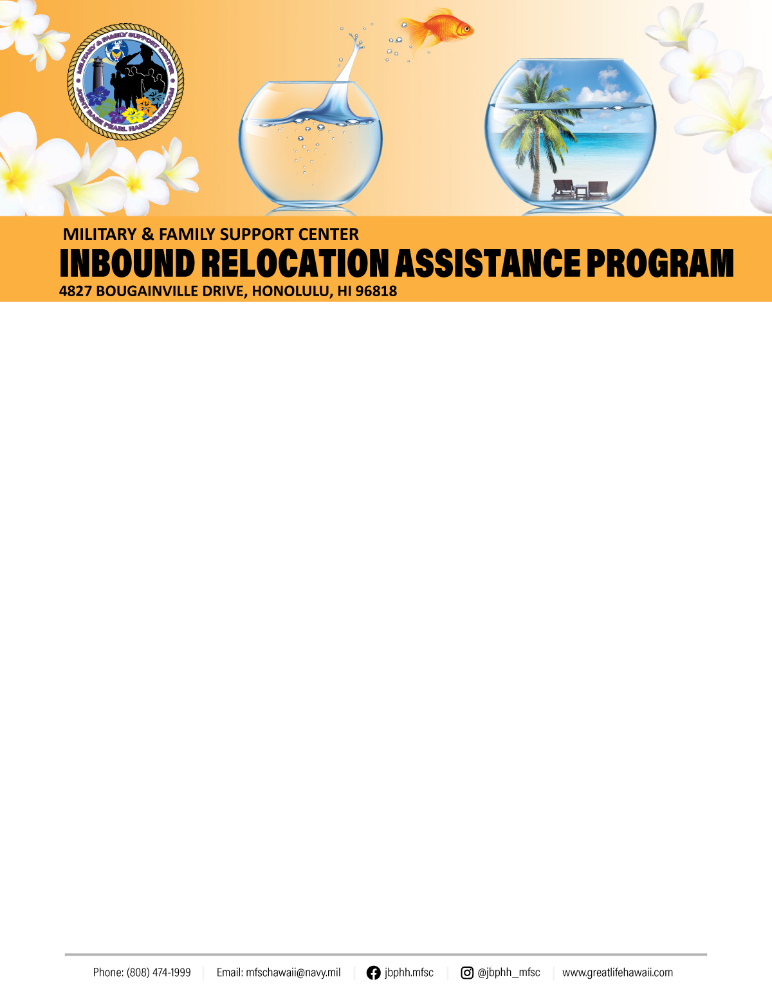 MILITARY & FAMILY SUPPORT CENTER
JOINT BASE PEARL HARBOR-HICKAM
MILITARY & FAMILY SUPPORT CENTER
INBOUND RELOCATION ASSISTANCE PROGRAM
4827 BOUGAINVILLE DRIVE, HONOLULU, HI 96818
Phone: (808) 474-1999 Email: mfschawaii@navy.mil jbphh.mfsc @jbphh_mfsc www.greatlifehawaii.com